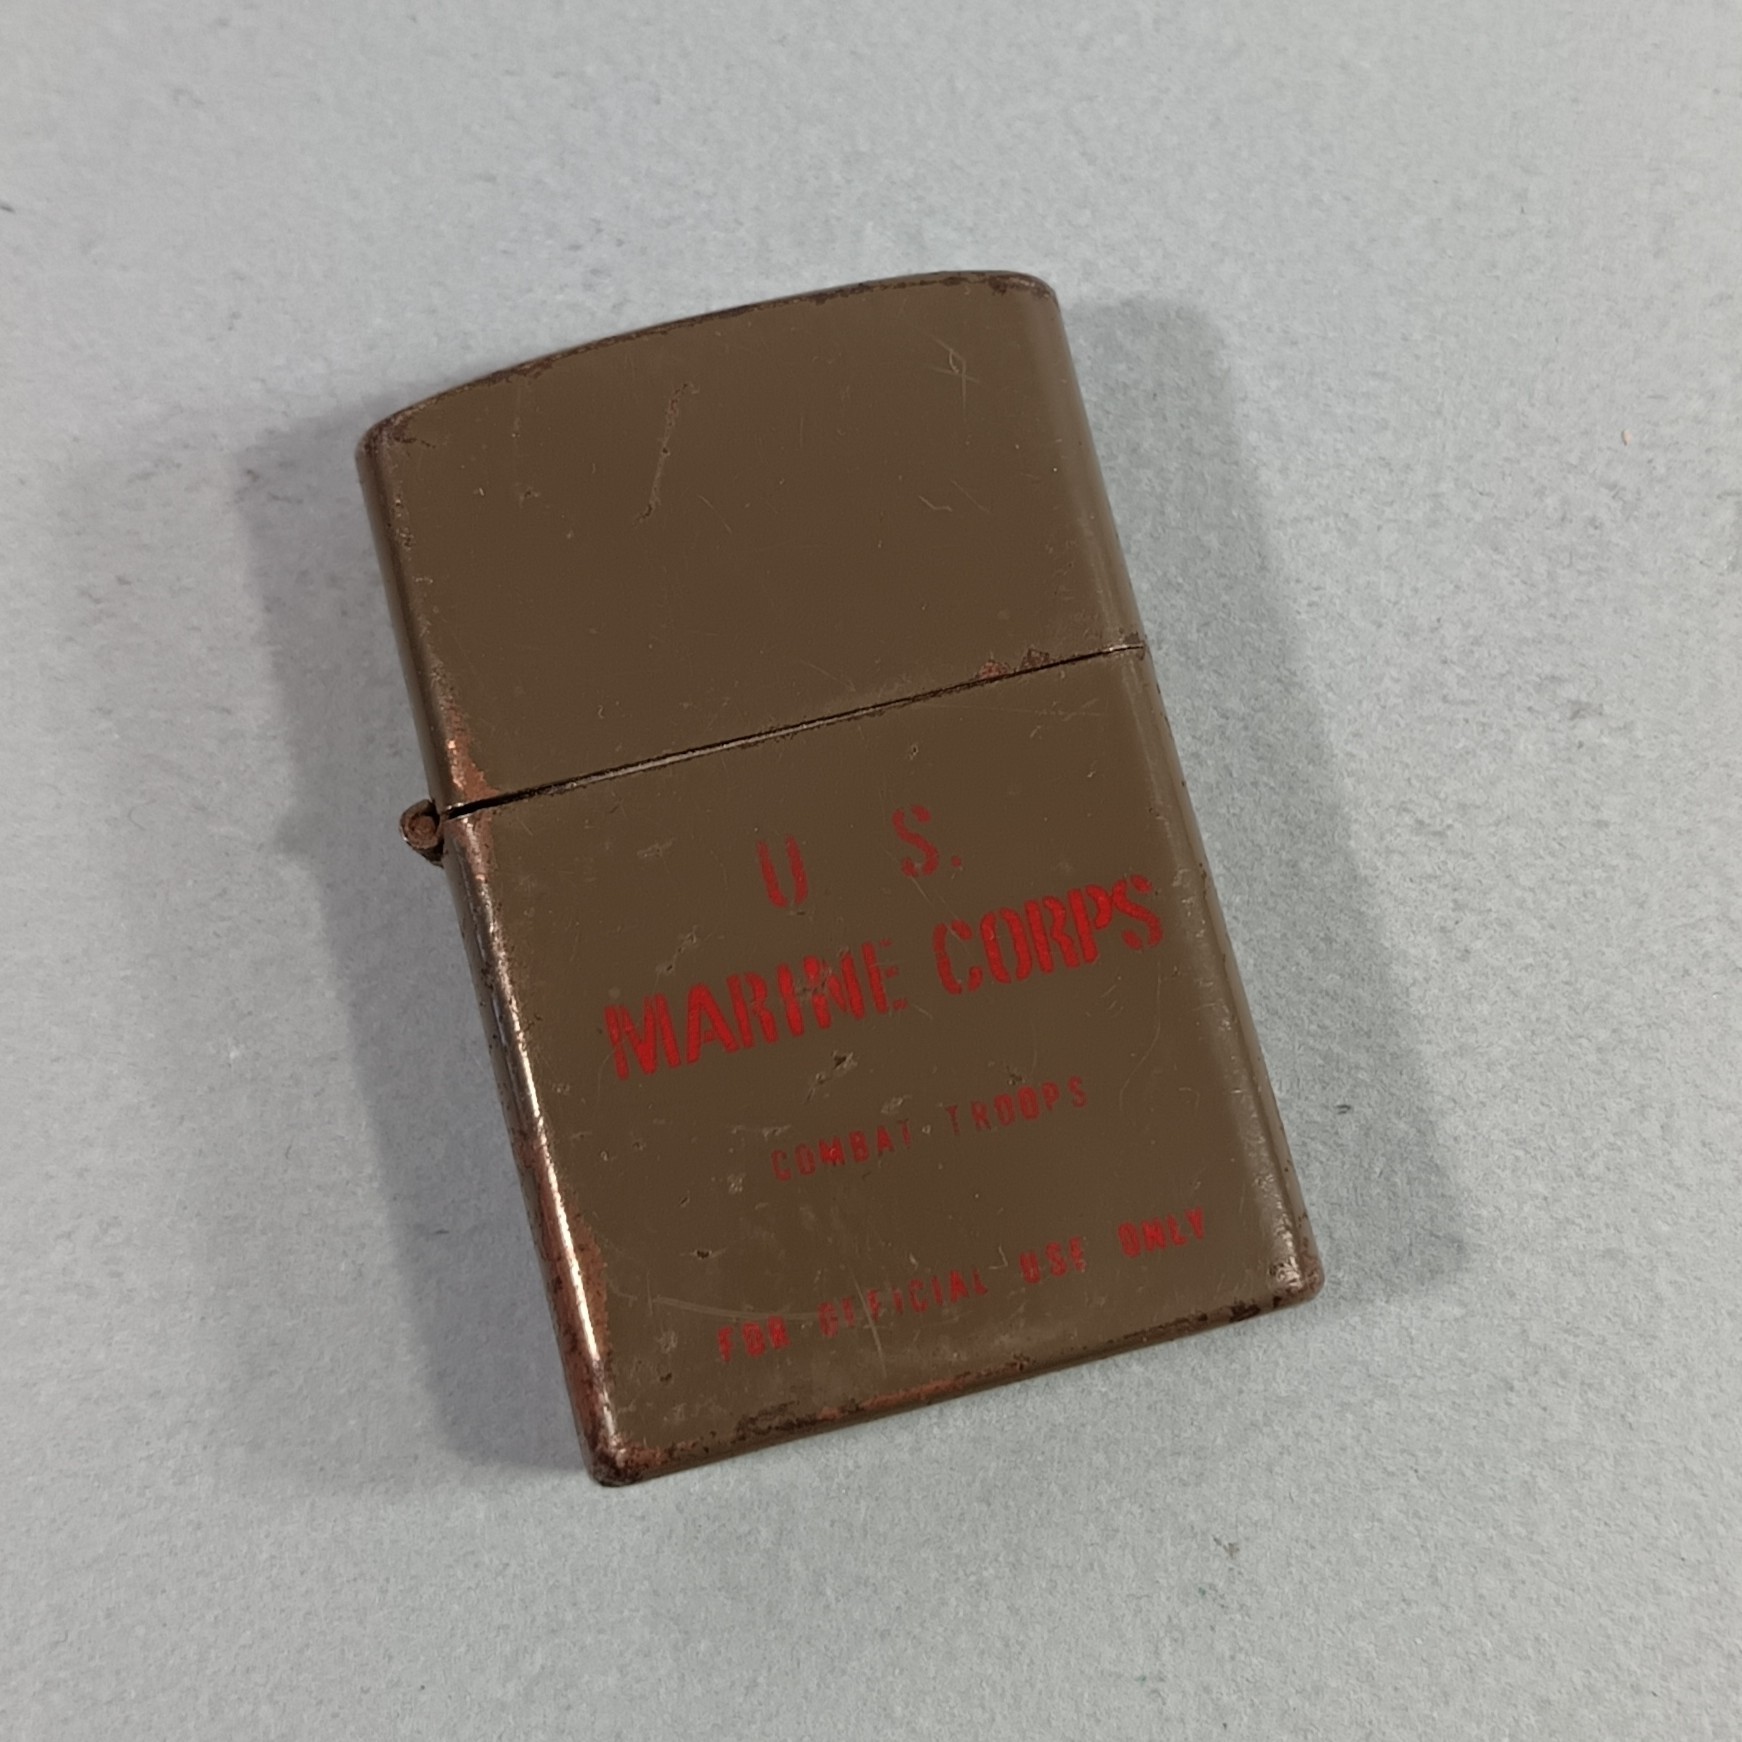 U S.
MARINE CORPS
COMBAT TROOPS
FOR OFFICIAL USE ONLY